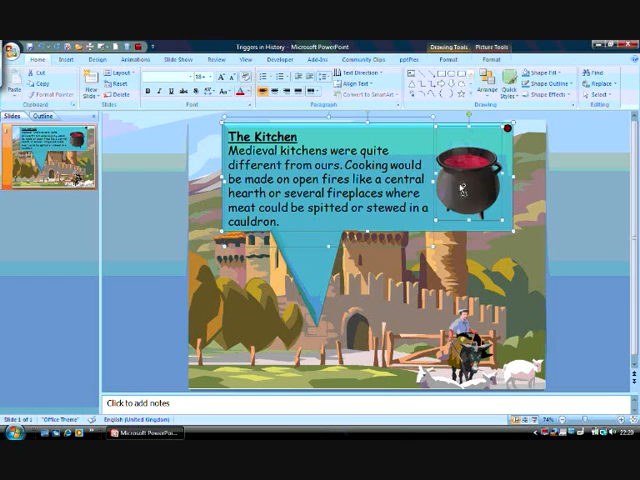 Triggers in History - Microsoft PowerPoint
Drawing Tools
Picture Tools
Home
Insert
Design
Animations
Slide Show
Review
View
Developer
Add-Ins
Community Clips
pptPlex
Format
Format
Paste
Cut
Copy
Format Painter
Clipboard
New Slide
Layout
Reset
Delete
Slides
18
Font
Paragraph
Text Direction
Align Text
Convert to SmartArt
Arrange
Quick Styles
Shape Fill
Shape Outline
Shape Effects
Drawing
Find
Replace
Select
Editing
Slides
Outline
The Kitchen
Medieval kitchens were quite
different from ours. Cooking would
be made on open fires like a central
hearth or several fireplaces where
meat could be spitted or stewed in a
cauldron.
Click to add notes
Slide 1 of 1
"Office Theme"
English (United Kingdom)
74%
Microsoft PowerPo...
22:20